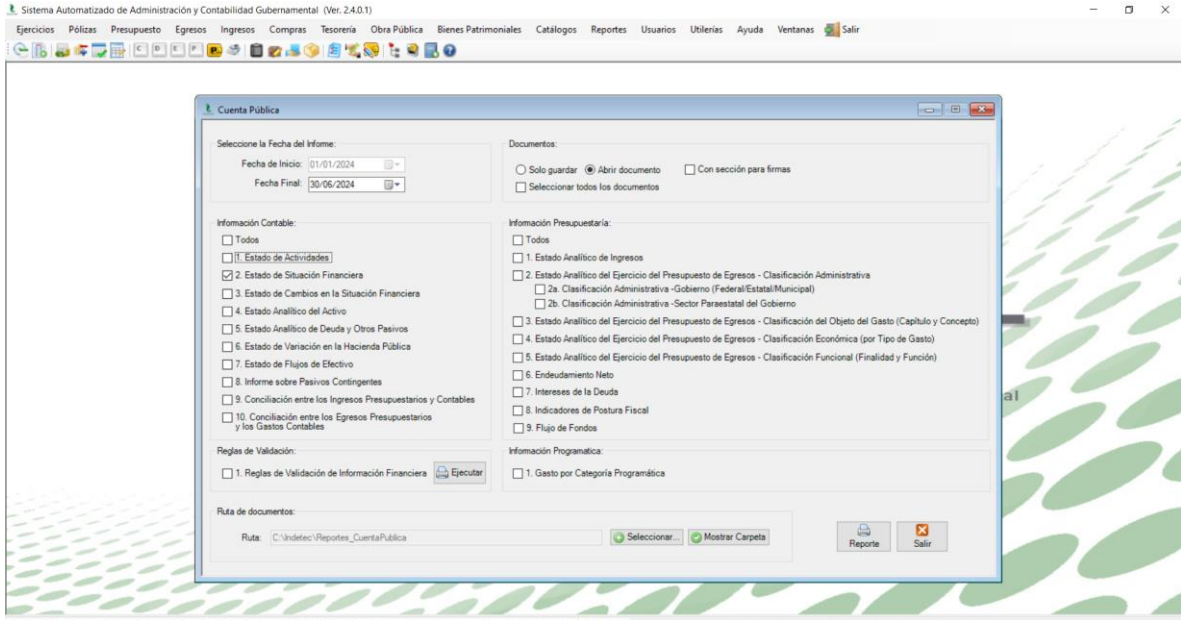 Sistema Automatizado de Administración y Contabilidad Gubernamental (Ver. 2.4.0.1)
Ejercicios Pólizas Presupuesto Egresos Ingresos Compras Tesorería Obra Pública Bienes Patrimoniales Catálogos Reportes Usuarios Utilerías Ayuda Ventanas Salir
C D E P P
Cuenta Pública
Seleccione la Fecha del Informe:
Fecha de Inicio: 01/01/2024
Fecha Final: 30/06/2024
Documentos:
Solo guardar Abrir documento Con sección para firmas
Seleccionar todos los documentos
Información Contable:
Todos
1. Estado de Actividades
2. Estado de Situación Financiera
3. Estado de Cambios en la Situación Financiera
4. Estado Analítico del Activo
5. Estado Analítico de Deuda y Otros Pasivos
6. Estado de Variación en la Hacienda Pública
7. Estado de Flujos de Efectivo
8. Informe sobre Pasivos Contingentes
9. Conciliación entre los Ingresos Presupuestarios y Contables
10. Conciliación entre los Egresos Presupuestarios
y los Gastos Contables
Información Presupuestaría:
Todos
1. Estado Analítico de Ingresos
2. Estado Analítico del Ejercicio del Presupuesto de Egresos - Clasificación Administrativa
2a. Clasificación Administrativa -Gobierno (Federal/Estatal/Municipal)
2b. Clasificación Administrativa -Sector Paraestatal del Gobierno
3. Estado Analítico del Ejercicio del Presupuesto de Egresos - Clasificación del Objeto del Gasto (Capítulo y Concepto)
4. Estado Analítico del Ejercicio del Presupuesto de Egresos - Clasificación Económica (por Tipo de Gasto)
5. Estado Analítico del Ejercicio del Presupuesto de Egresos - Clasificación Funcional (Finalidad y Función)
6. Endeudamiento Neto
7. Intereses de la Deuda
8. Indicadores de Postura Fiscal
9. Flujo de Fondos
al
Reglas de Validación:
1. Reglas de Validación de Información Financiera Ejecutar
Información Programatica:
1. Gasto por Categoría Programática
Ruta de documentos:
Ruta: C:\Indetec\Reportes_CuentaPublica Seleccionar... Mostrar Carpeta
Reporte Salir